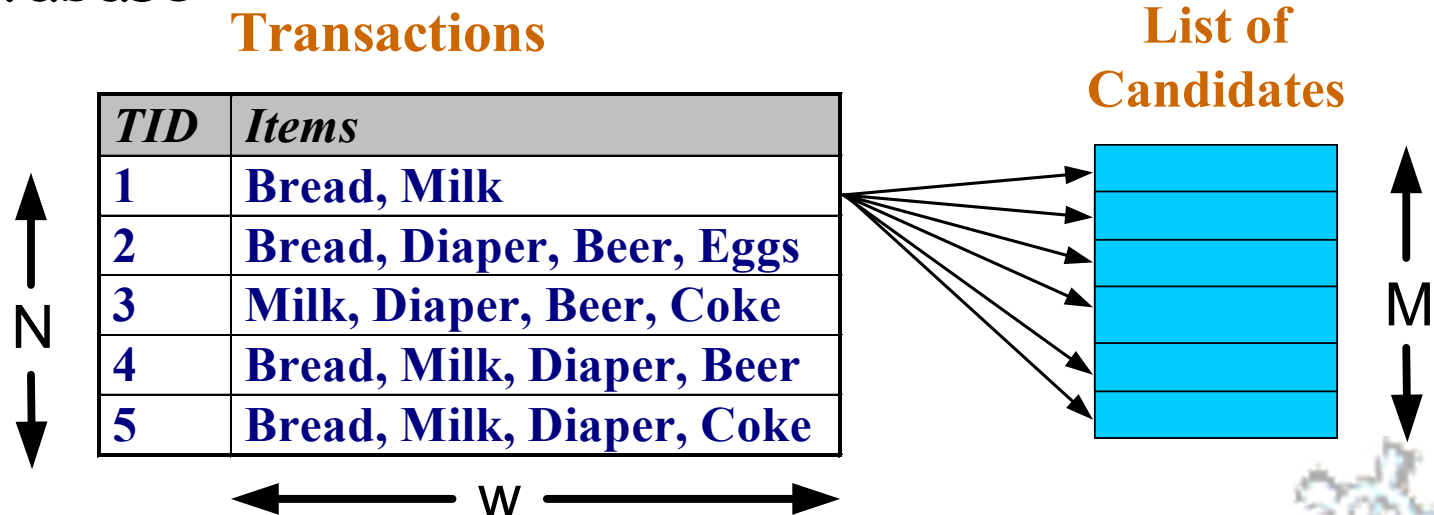 Transactions
List of
Candidates
TID Items
1 Bread, Milk
2 Bread, Diaper, Beer, Eggs
3 Milk, Diaper, Beer, Coke
4 Bread, Milk, Diaper, Beer
5 Bread, Milk, Diaper, Coke
N
M
w